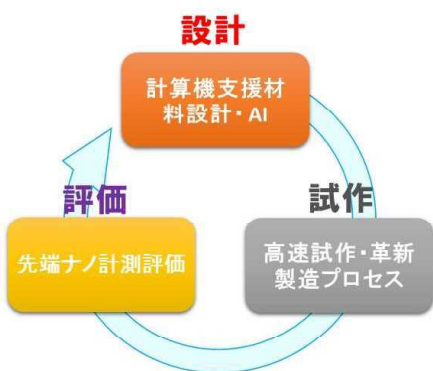 設計
計算機支援材
料設計・AI
評価
試作
先端ナノ計測評価
高速試作・革新
製造プロセス